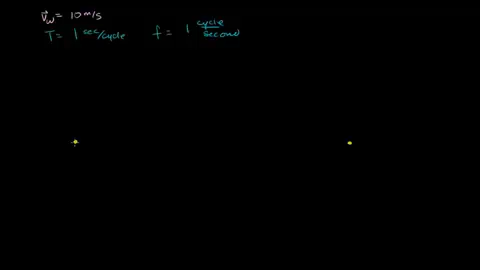 v⃗w = 10 m/s
T = 1 sec/cycle f = 1 cycle/second